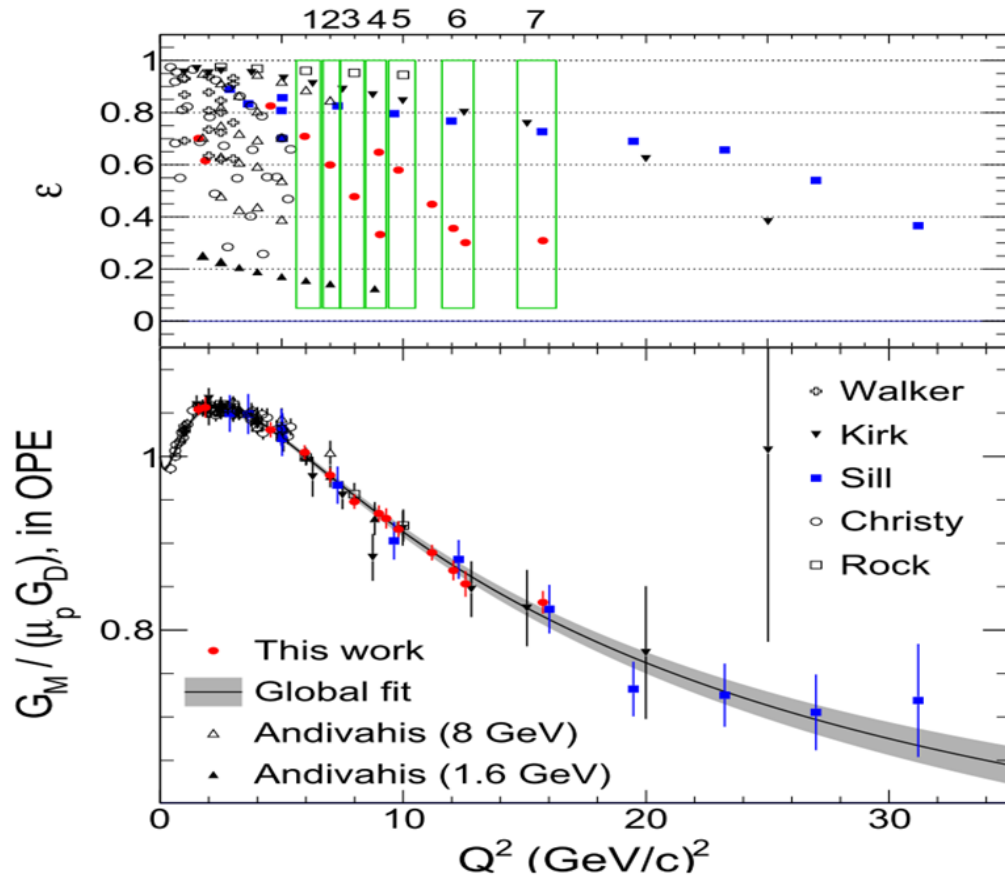 1 2 3 4 5 6 7
1
0.8
0.6
0.4
0.2
0
ε
1
0.8
G_M / (μ_p G_D), in OPE
Walker
Kirk
Sill
Christy
Rock
This work
Global fit
Andivahis (8 GeV)
Andivahis (1.6 GeV)
0 10 20 30
Q² (GeV/c)²